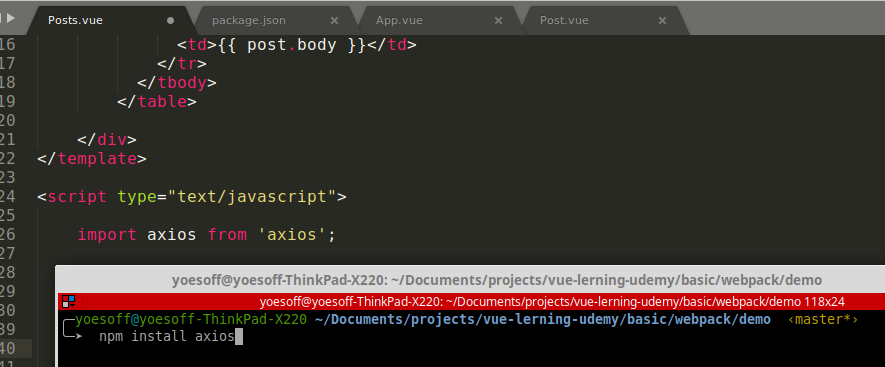 Posts.vue package.json App.vue Post.vue
16 <td>{{ post.body }}</td>
17 </tr>
18 </tbody>
19 </table>
20
21 </div>
22 </template>
23
24 <script type="text/javascript">
25
26 import axios from 'axios';
27
28
yoesoff@yoesoff-ThinkPad-X220: ~/Documents/projects/vue-lerning-udemy/basic/webpack/demo
yoesoff@yoesoff-ThinkPad-X220: ~/Documents/projects/vue-lerning-udemy/basic/webpack/demo 118x24
30
yoesoff@yoesoff-ThinkPad-X220 ~/Documents/projects/vue-lerning-udemy/basic/webpack/demo ‹master*›
39
npm install axios
40
41